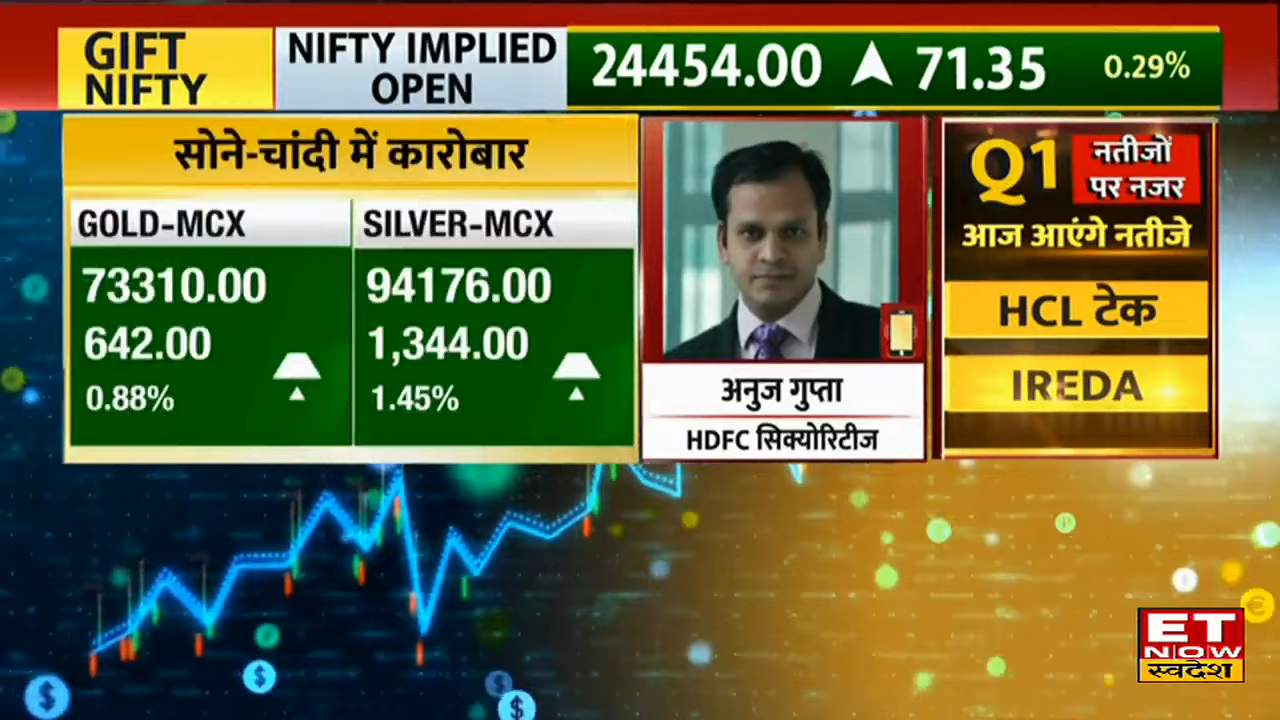 GIFT
NIFTY
NIFTY IMPLIED
OPEN
24454.00 71.35 0.29%
सोने-चांदी में कारोबार
GOLD-MCX
73310.00
642.00
0.88%
SILVER-MCX
94176.00
1,344.00
1.45%
अनुज गुप्ता
HDFC सिक्योरिटीज
Q1 नतीजों
पर नजर
आज आएंगे नतीजे
HCL टेक
IREDA
ET
NOW
स्वदेश